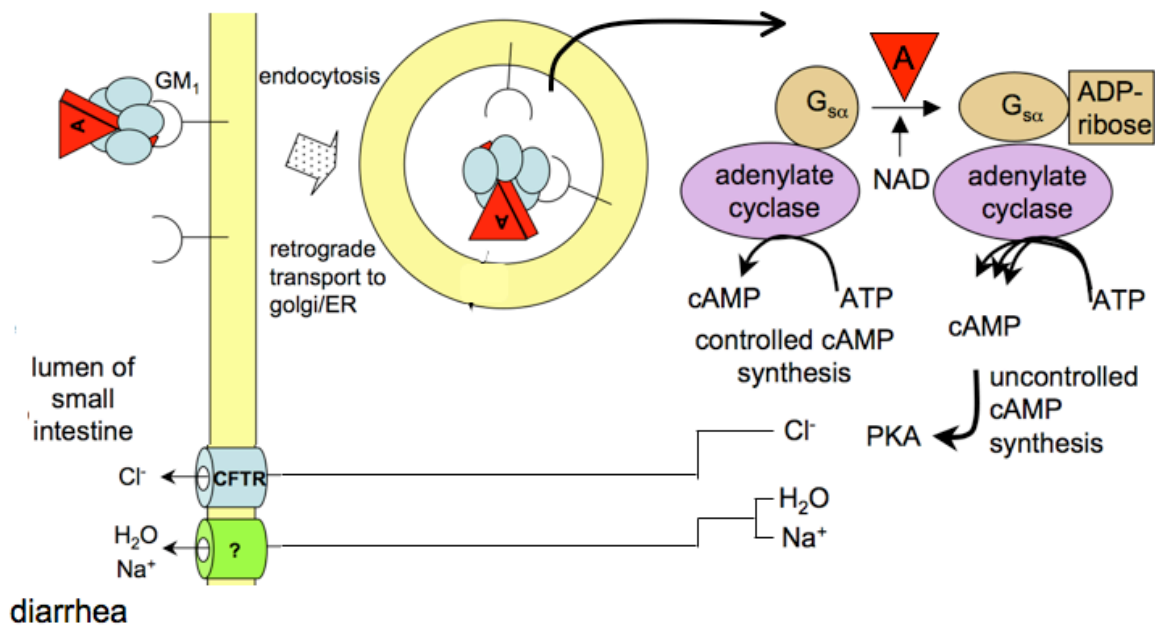 GM₁
A
endocytosis
retrograde
transport to
golgi/ER
A
A
Gsα
NAD
Gsα
ADP-
ribose
adenylate
cyclase
adenylate
cyclase
cAMP
ATP
controlled cAMP
synthesis
cAMP
ATP
uncontrolled
cAMP
synthesis
PKA
lumen of
small
intestine
Cl⁻
CFTR
Cl⁻
H₂O
Na⁺
?
H₂O
Na⁺
diarrhea